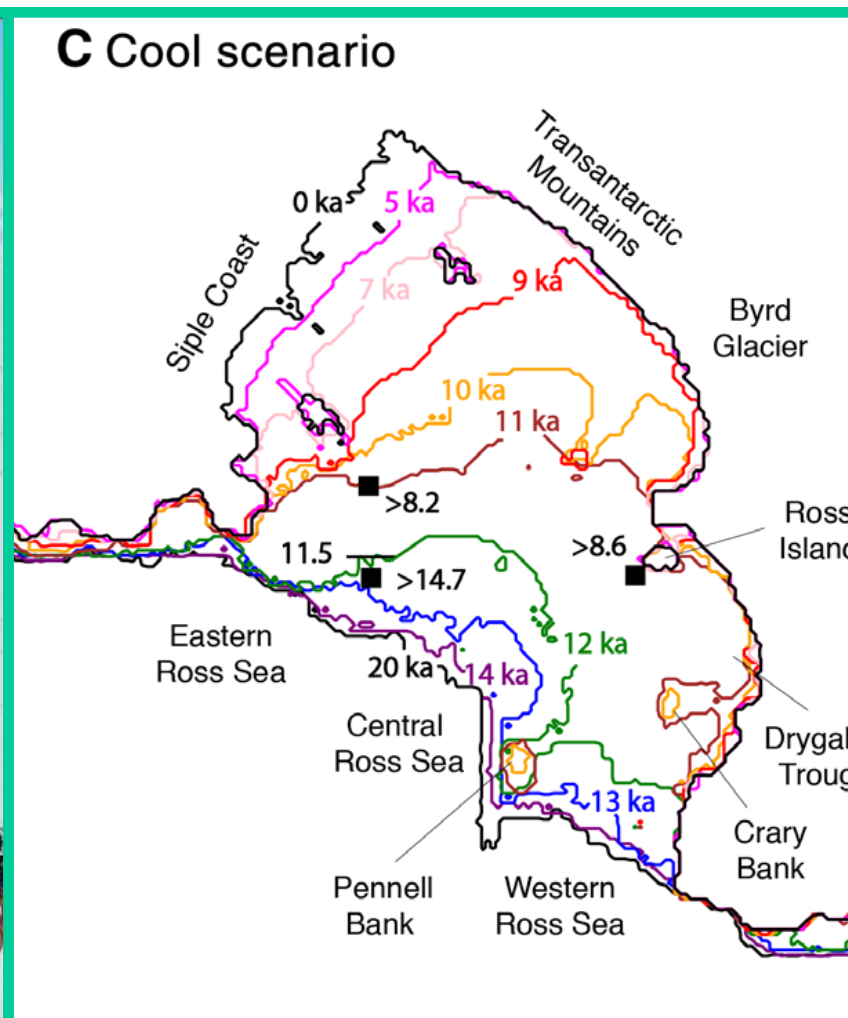 C Cool scenario
Transantarctic
Mountains
0 ka
5 ka
Siple Coast
7 ka
9 ka
Byrd
Glacier
10 ka
11 ka
>8.2
Ross
Island
11.5
>8.6
>14.7
Eastern
Ross Sea
12 ka
20 ka
14 ka
Central
Ross Sea
Drygal
Troug
13 ka
Crary
Bank
Pennell
Bank
Western
Ross Sea